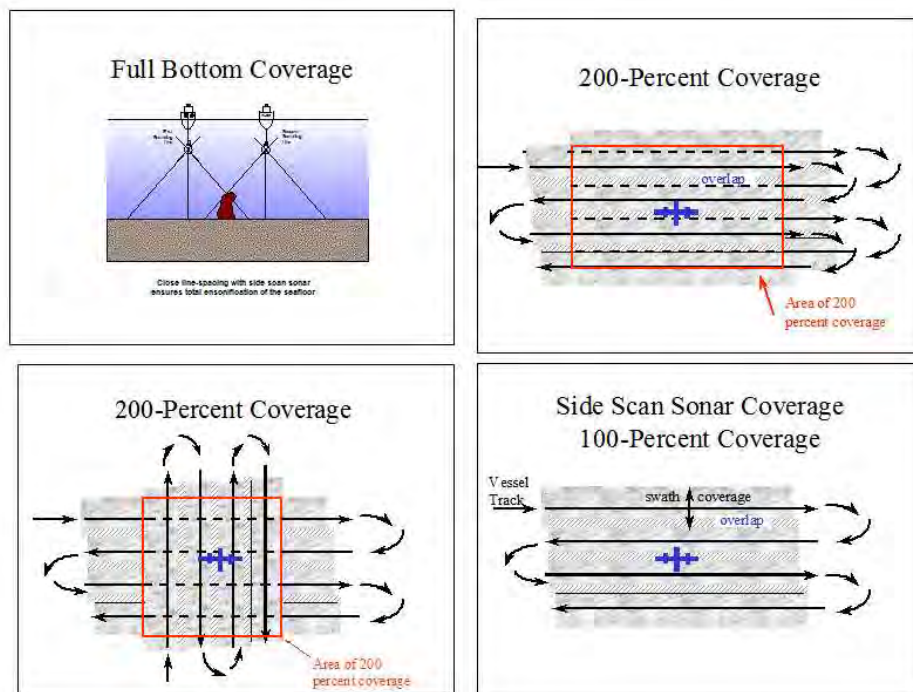 Full Bottom Coverage
Close line-spacing with side scan sonar
ensures total ensonification of the seafloor
200-Percent Coverage
overlap
Area of 200
percent coverage
200-Percent Coverage
Area of 200
percent coverage
Side Scan Sonar Coverage
100-Percent Coverage
Vessel
Track
swath coverage
overlap